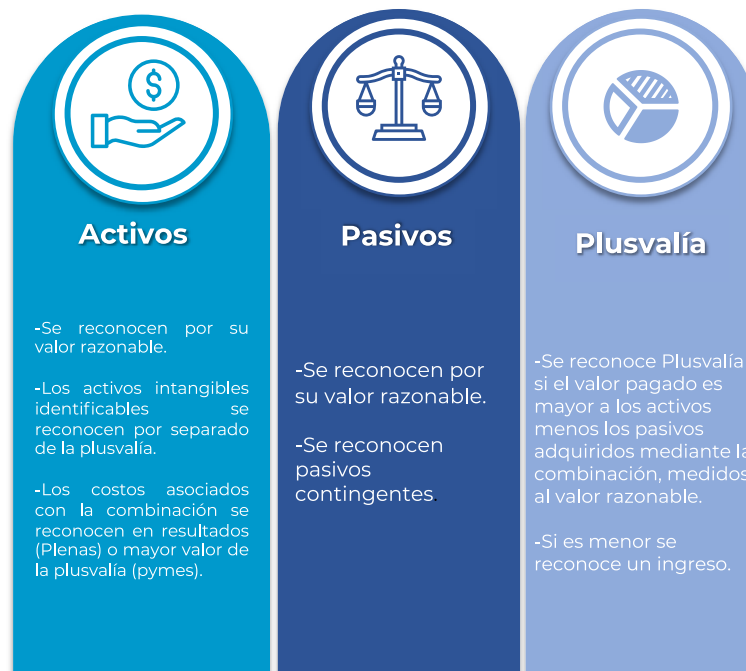 $
Activos
-Se reconocen por su
valor razonable.
-Los activos intangibles
identificables se
reconocen por separado
de la plusvalía.
-Los costos asociados
con la combinación se
reconocen en resultados
(Plenas) o mayor valor de
la plusvalía (pymes).
Pasivos
-Se reconocen por
su valor razonable.
-Se reconocen
pasivos
contingentes.
Plusvalía
-Se reconoce Plusvalía
si el valor pagado es
mayor a los activos
menos los pasivos
adquiridos mediante la
combinación, medidos
al valor razonable.
-Si es menor se
reconoce un ingreso.